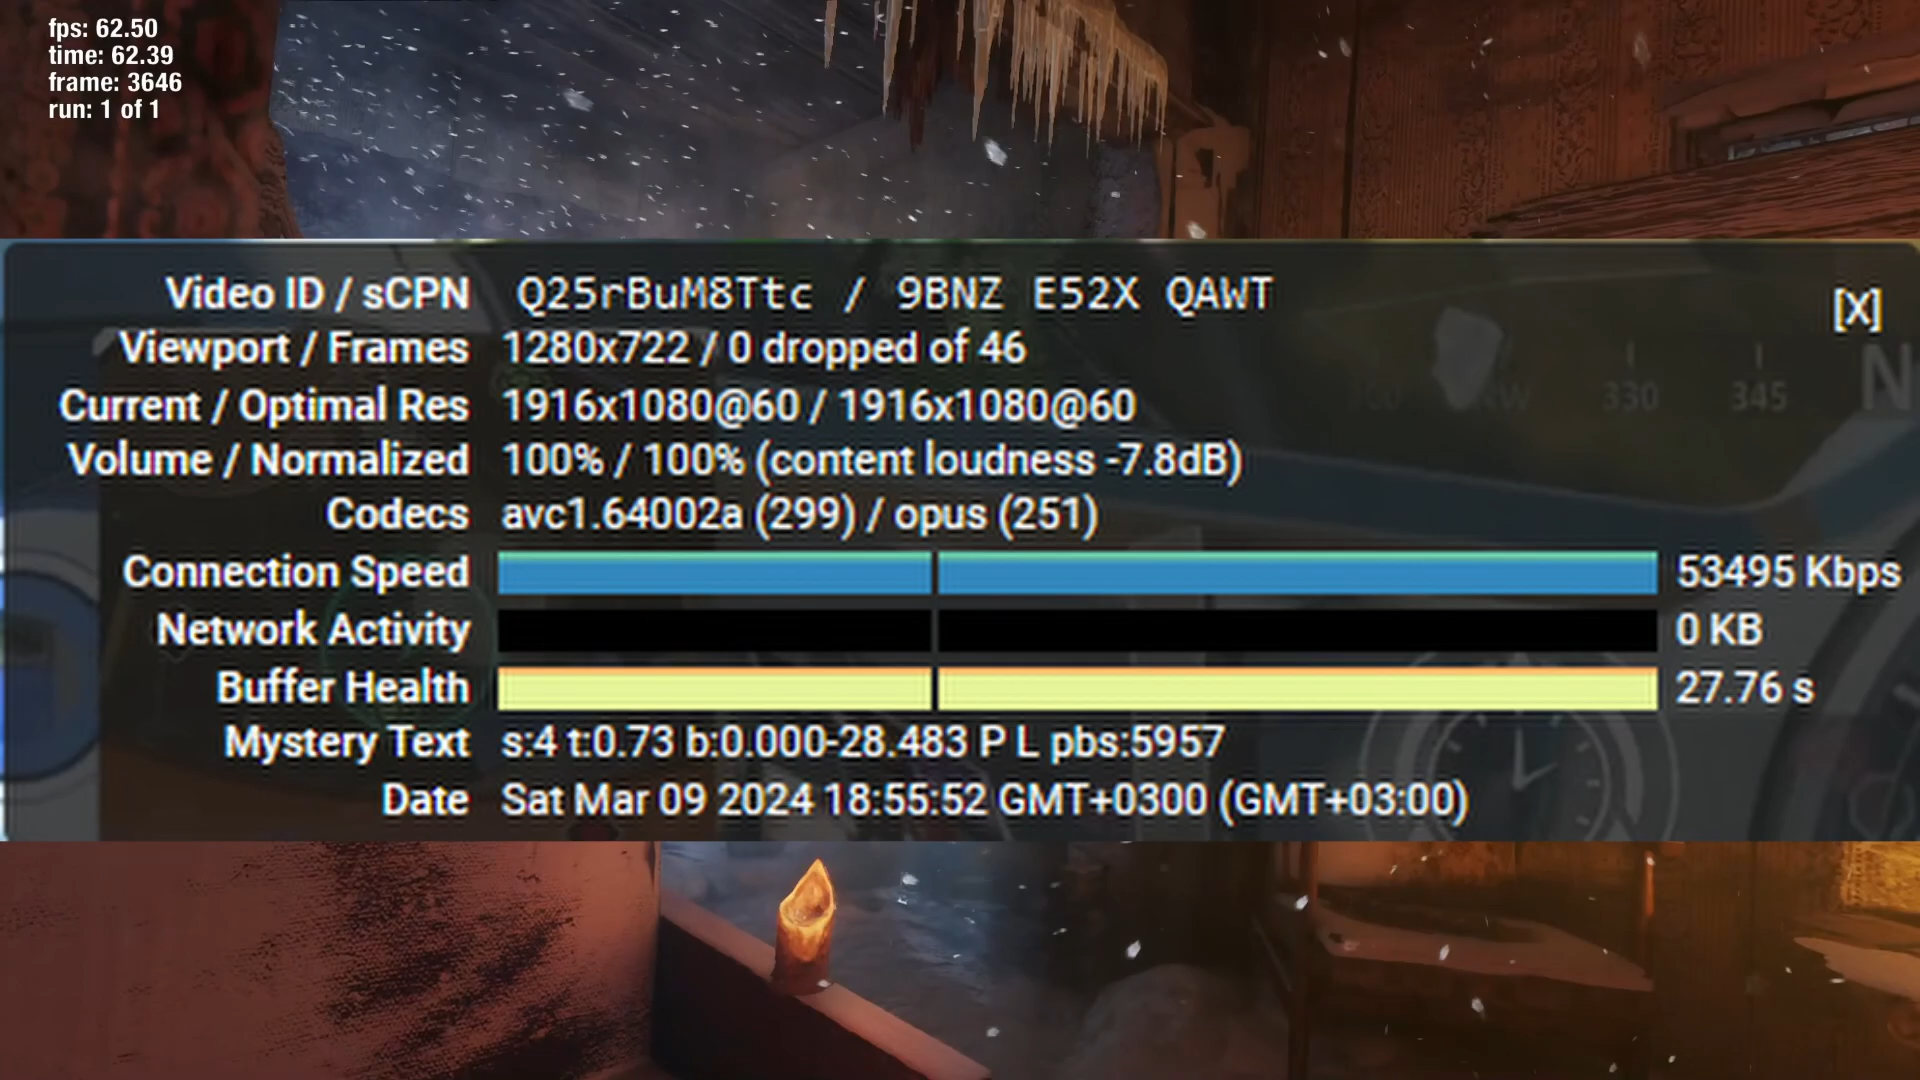 fps: 62.50
time: 62.39
frame: 3646
run: 1 of 1
Video ID / sCPN Q25rBuM8Ttc / 9BNZ E52X QAWT
[X]
Viewport / Frames 1280x722 / 0 dropped of 46
Current / Optimal Res 1916x1080@60 / 1916x1080@60
330 345 N
Volume / Normalized 100% / 100% (content loudness -7.8dB)
Codecs avc1.64002a (299) / opus (251)
Connection Speed 53495 Kbps
Network Activity 0 KB
Buffer Health 27.76 s
Mystery Text s:4 t:0.73 b:0.000-28.483 P L pbs:5957
Date Sat Mar 09 2024 18:55:52 GMT+0300 (GMT+03:00)